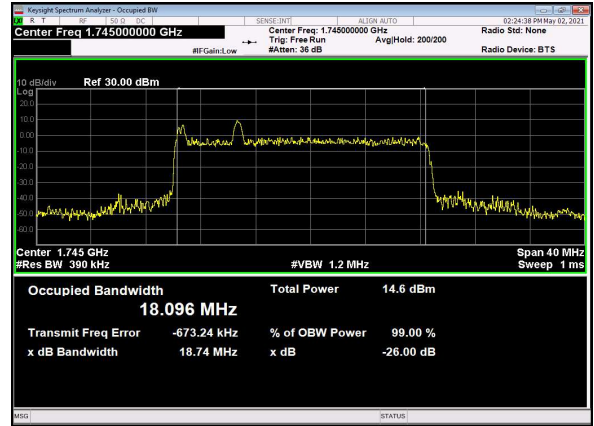 Keysight Spectrum Analyzer - Occupied BW
LXI R T RF 50 Ω DC SENSE:INT ALIGN AUTO 02:24:38 PM May 02, 2021
Center Freq 1.745000000 GHz Center Freq: 1.745000000 GHz Radio Std: None
Trig: Free Run Avg|Hold: 200/200
#IFGain:Low #Atten: 36 dB Radio Device: BTS
10 dB/div Ref 30.00 dBm
Log
20.0
10.0
0.00
-10.0
-20.0
-30.0
-40.0
-50.0
-60.0
Center 1.745 GHz Span 40 MHz
#Res BW 390 kHz #VBW 1.2 MHz Sweep 1 ms
Occupied Bandwidth Total Power 14.6 dBm
18.096 MHz
Transmit Freq Error -673.24 kHz % of OBW Power 99.00 %
x dB Bandwidth 18.74 MHz x dB -26.00 dB
MSG STATUS